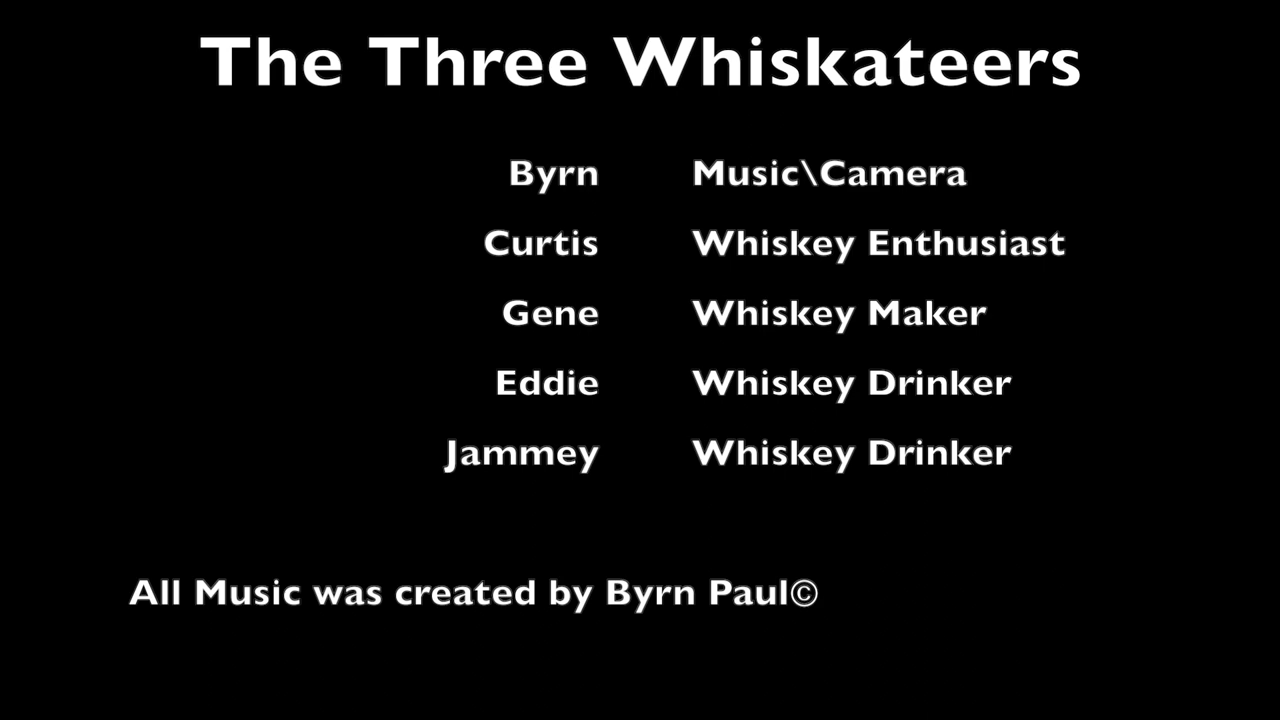 The Three Whiskateers
Byrn Music\Camera
Curtis Whiskey Enthusiast
Gene Whiskey Maker
Eddie Whiskey Drinker
Jammey Whiskey Drinker
All Music was created by Byrn Paul©